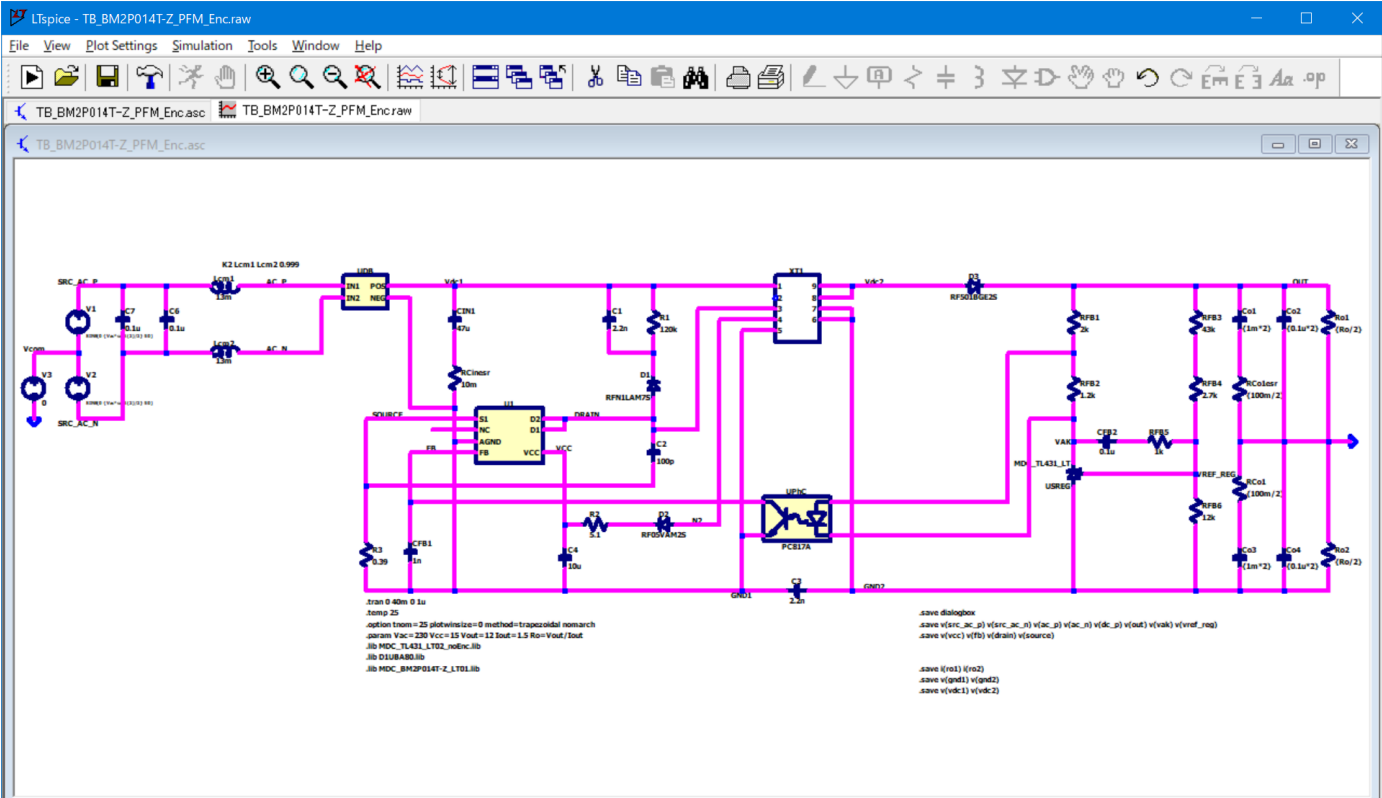 LTspice - TB_BM2P014T-Z_PFM_Enc.raw
File View Plot Settings Simulation Tools Window Help
TB_BM2P014T-Z_PFM_Enc.asc TB_BM2P014T-Z_PFM_Enc.raw
TB_BM2P014T-Z_PFM_Enc.asc
K2 Lcm1 Lcm2 0.999
SRC_AC_P
Lcm1
13m
AC_P
UDB
IN1 POS
IN2 NEG
Vdc1
XT1
1 9
2 8
3 7
4 6
5
Vdc2
D3
RF501BGE2S
OUT
V1
C7
0.1u
C6
0.1u
CIN1
47u
C1
2.2n
R1
120k
RFB1
2k
RFB3
43k
Co1
{1m*2}
Co2
{0.1u*2}
Ro1
{Ro/2}
Vcom
Lcm2
13m
AC_N
V3
0
V2
RCinesr
10m
D1
RFN1LAM7S
RFB2
1.2k
RFB4
2.7k
RCo1esr
{100m/2}
SRC_AC_N
SOURCE
U1
S1 D2
NC D1
AGND
FB VCC
DRAIN
FB
VCC
C2
100p
VAK
CFB2
0.1u
RFB5
1k
MDC_TL431_LT
USREG
VREF_REG
RCo1
{100m/2}
UPhC
PC817A
R2
5.1
D2
RF05VAM2S
N2
RFB6
12k
R3
0.39
CFB1
1n
C4
10u
Co3
{1m*2}
Co4
{0.1u*2}
Ro2
{Ro/2}
GND1
C3
2.2n
GND2
.tran 0 40m 0 1u
.temp 25
.option tnom=25 plotwinsize=0 method=trapezoidal nomarch
.param Vac=230 Vcc=15 Vout=12 Iout=1.5 Ro=Vout/Iout
.lib MDC_TL431_LT02_noEnc.lib
.lib D1UBA80.lib
.lib MDC_BM2P014T-Z_LT01.lib
.save dialogbox
.save v(src_ac_p) v(src_ac_n) v(ac_p) v(ac_n) v(dc_p) v(out) v(vak) v(vref_reg)
.save v(vcc) v(fb) v(drain) v(source)
.save i(ro1) i(ro2)
.save v(gnd1) v(gnd2)
.save v(vdc1) v(vdc2)